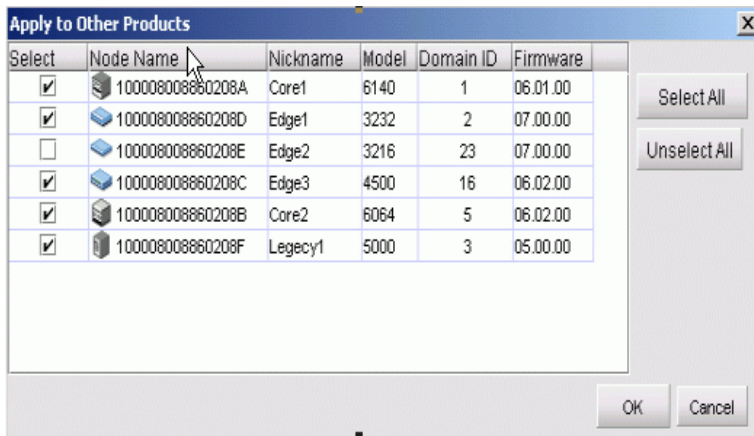 Apply to Other Products
Select Node Name Nickname Model Domain ID Firmware
100008008860208A Core1 6140 1 06.01.00
100008008860208D Edge1 3232 2 07.00.00
100008008860208E Edge2 3216 23 07.00.00
100008008860208C Edge3 4500 16 06.02.00
100008008860208B Core2 6064 5 06.02.00
100008008860208F Legacy1 5000 3 05.00.00
Select All
Unselect All
OK Cancel